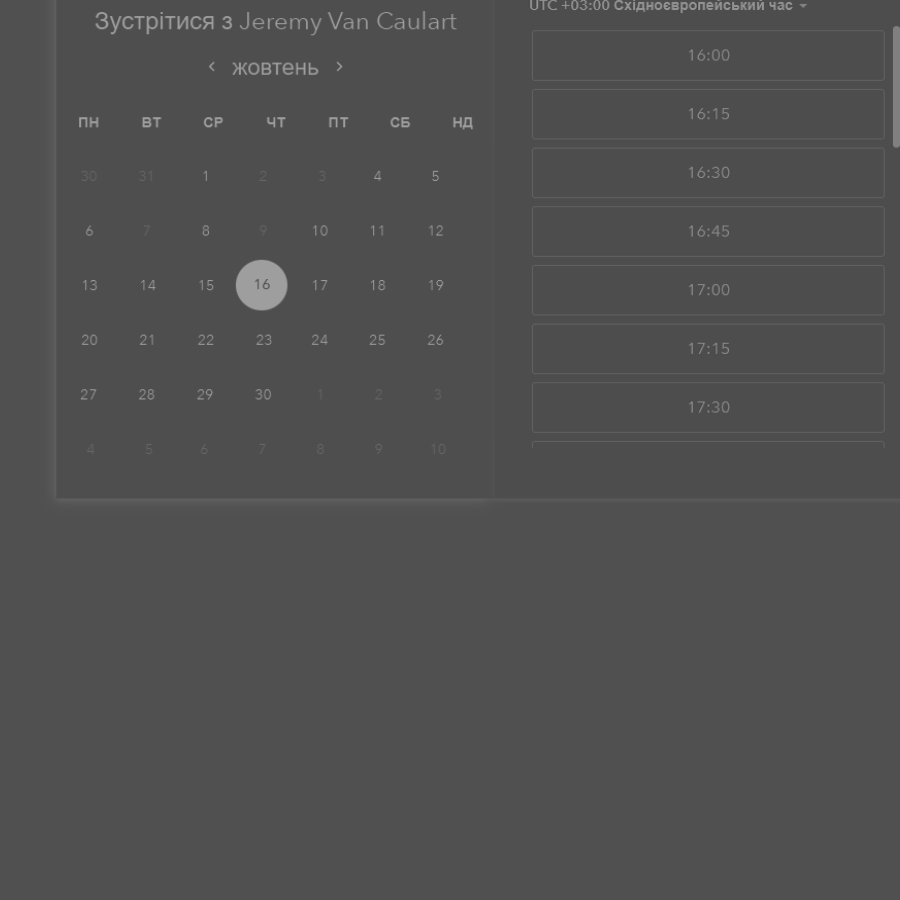 Зустрітися з Jeremy Van Caulart
‹ жовтень ›
ПН ВТ СР ЧТ ПТ СБ НД
30 31 1 2 3 4 5
6 7 8 9 10 11 12
13 14 15 16 17 18 19
20 21 22 23 24 25 26
27 28 29 30 1 2 3
4 5 6 7 8 9 10
UTC +03:00 Східноєвропейський час
16:00
16:15
16:30
16:45
17:00
17:15
17:30